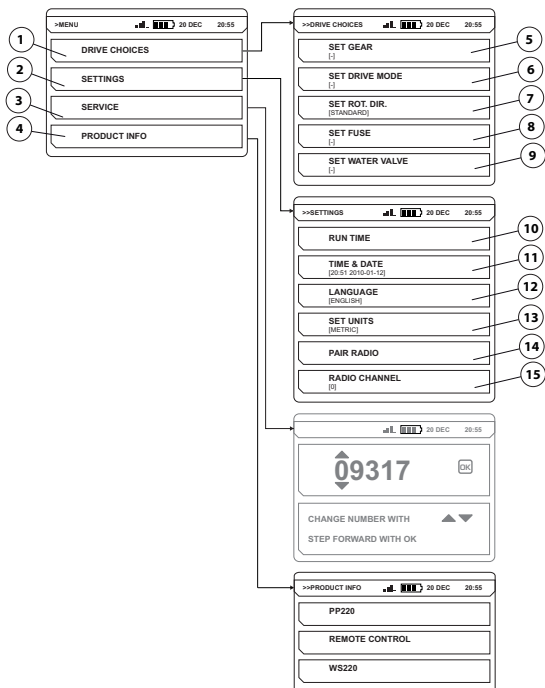 >MENU 20 DEC 20:55
1
DRIVE CHOICES
2
SETTINGS
3
SERVICE
4
PRODUCT INFO
>>DRIVE CHOICES 20 DEC 20:55
SET GEAR
[-]
5
SET DRIVE MODE
[-]
6
SET ROT. DIR.
[STANDARD]
7
SET FUSE
[-]
8
SET WATER VALVE
[-]
9
>>SETTINGS 20 DEC 20:55
RUN TIME
10
TIME & DATE
[20:51 2010-01-12]
11
LANGUAGE
[ENGLISH]
12
SET UNITS
[METRIC]
13
PAIR RADIO
14
RADIO CHANNEL
[0]
15
20 DEC 20:55
09317 OK
CHANGE NUMBER WITH
STEP FORWARD WITH OK
>>PRODUCT INFO 20 DEC 20:55
PP220
REMOTE CONTROL
WS220